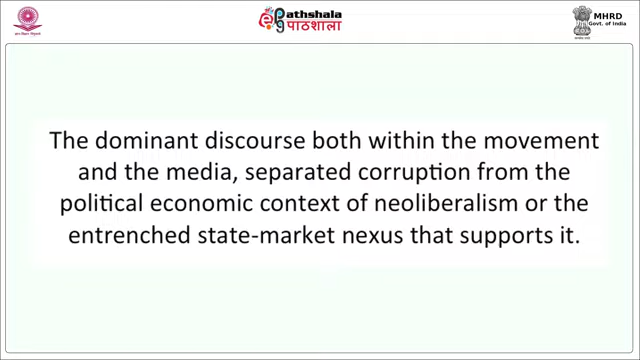 ePathshala
पाठशाला
MHRD
Govt. of India
The dominant discourse both within the movement
and the media, separated corruption from the
political economic context of neoliberalism or the
entrenched state-market nexus that supports it.